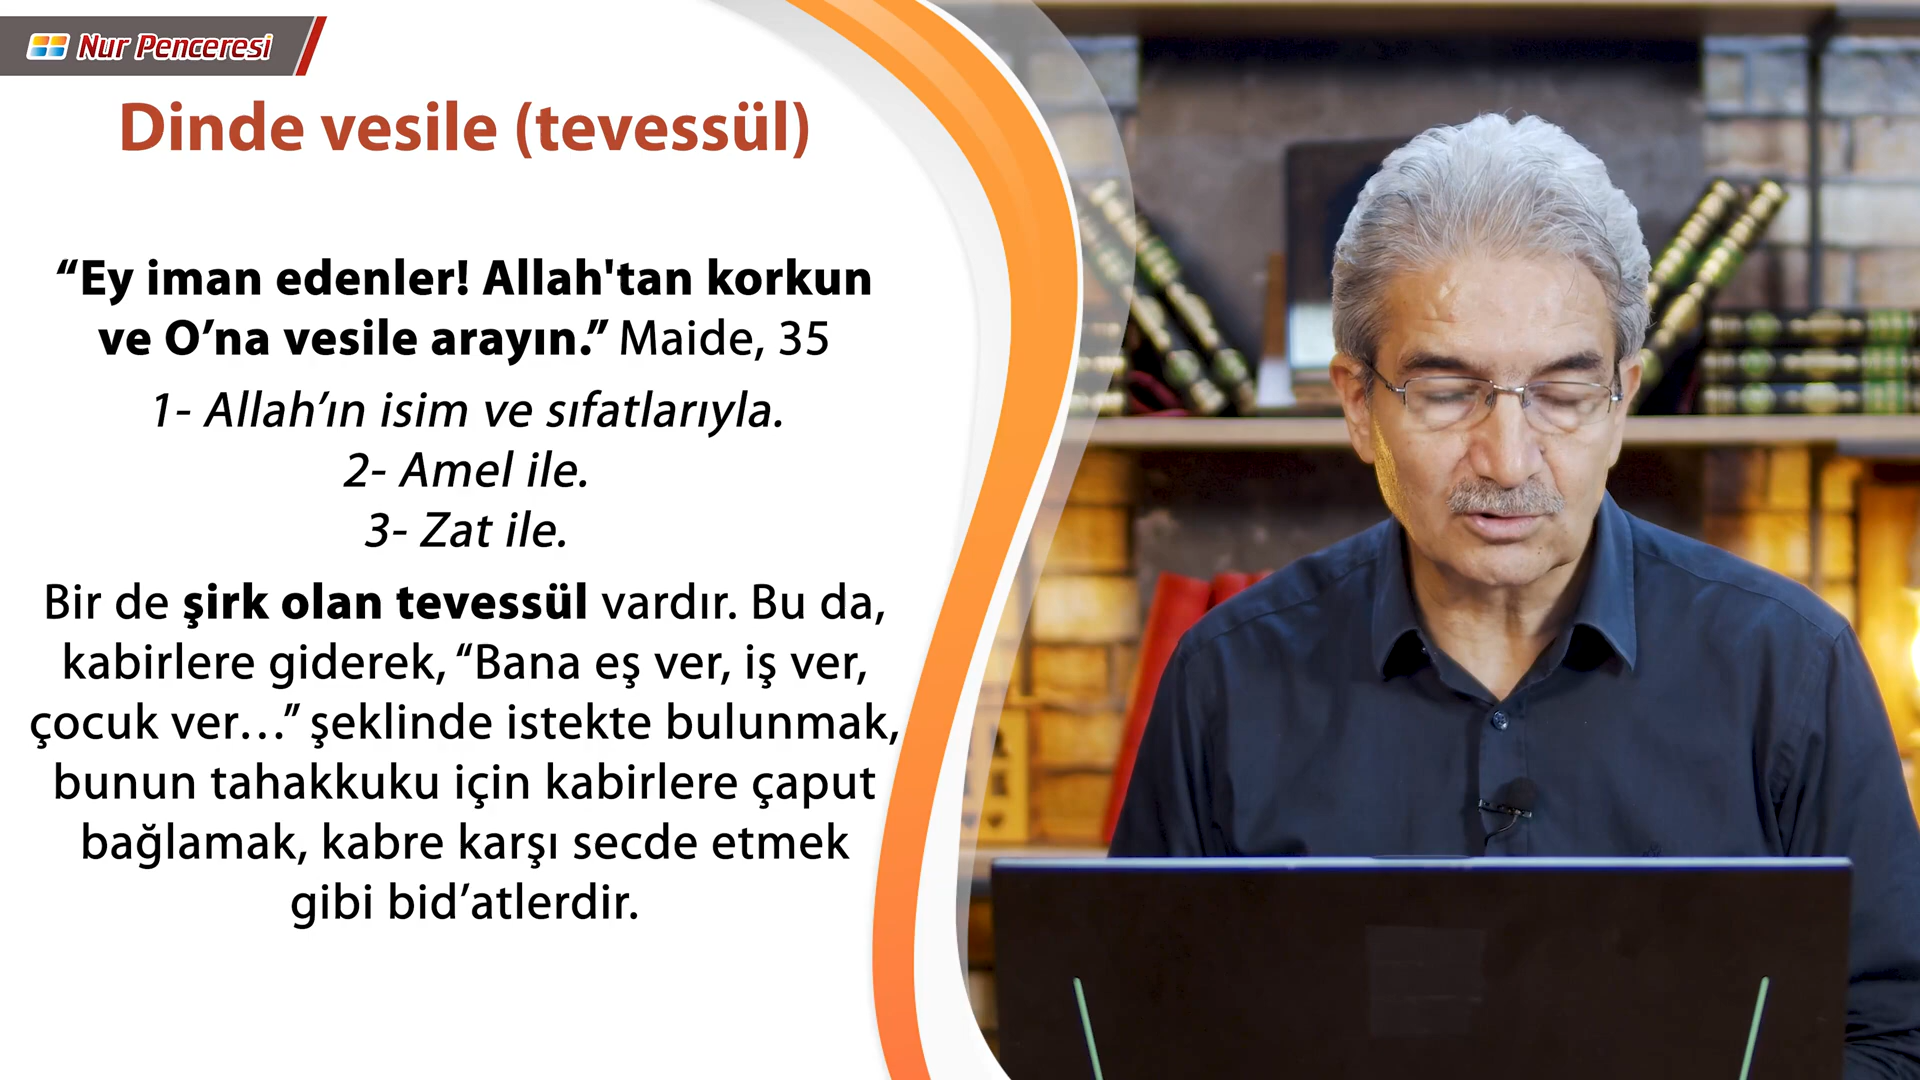 Nur Penceresi
Dinde vesile (tevessül)
“Ey iman edenler! Allah'tan korkun
ve O’na vesile arayın.” Maide, 35
1- Allah’ın isim ve sıfatlarıyla.
2- Amel ile.
3- Zat ile.
Bir de şirk olan tevessül vardır. Bu da,
kabirlere giderek, “Bana eş ver, iş ver,
çocuk ver…” şeklinde istekte bulunmak,
bunun tahakkuku için kabirlere çaput
bağlamak, kabre karşı secde etmek
gibi bid’atlerdir.